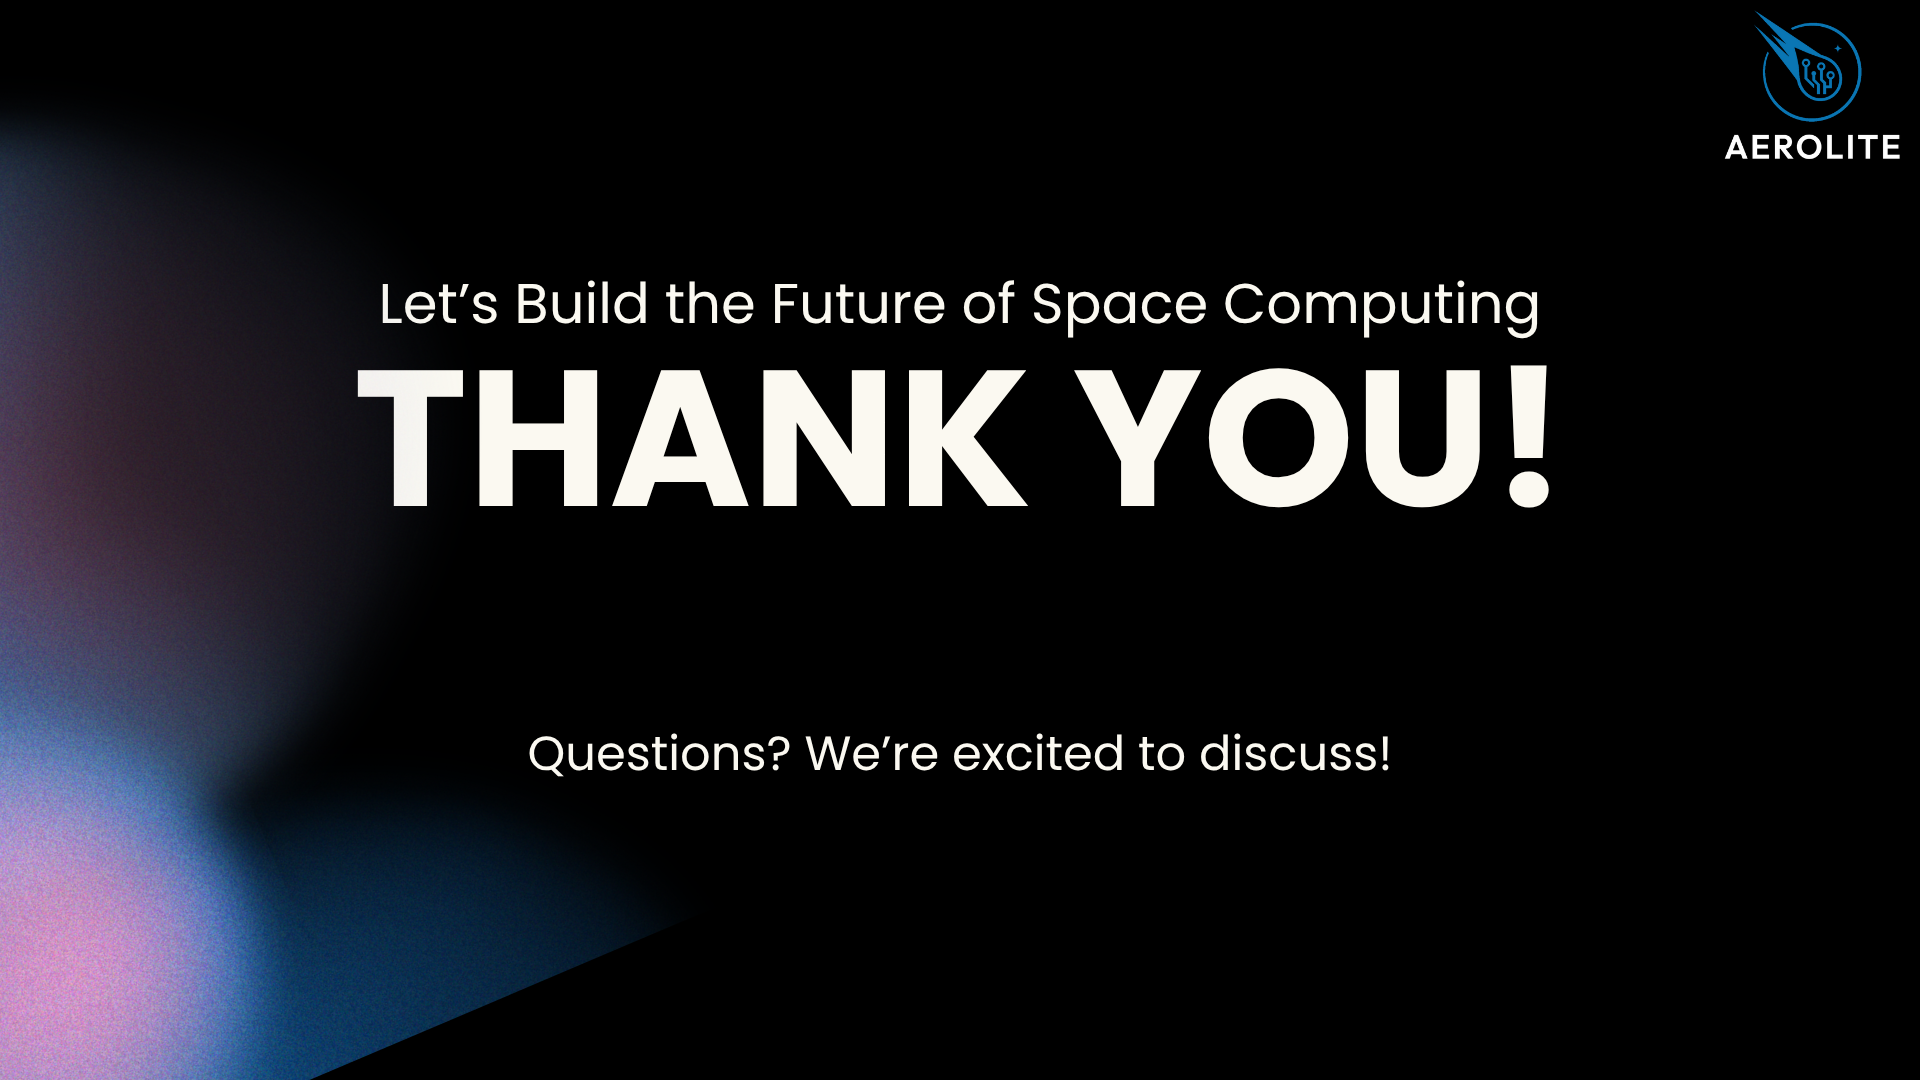 AEROLITE
Let’s Build the Future of Space Computing
THANK YOU!
Questions? We’re excited to discuss!